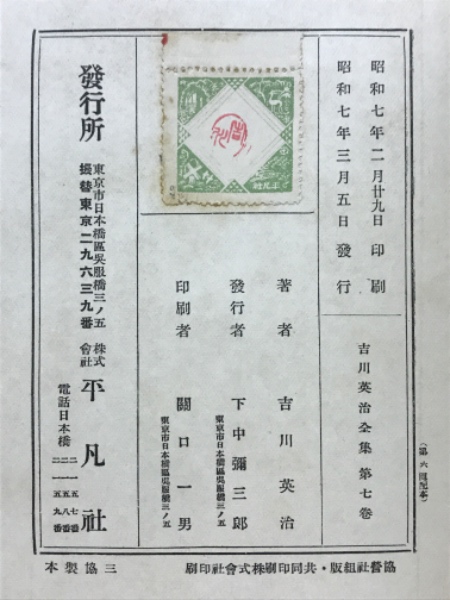 昭和七年二月廿九日印刷
昭和七年三月五日發行
吉川英治全集 第七卷
（第六回配本）
著者 吉川英治
發行者 下中彌三郎
東京市日本橋區吳服橋三ノ五
印刷者 關口一男
東京市日本橋區吳服橋三ノ五
發行所
東京市日本橋區吳服橋三ノ五
振替東京二九六三九番
株式會社 平凡社
電話日本橋
三協製本
協營社組版・共同印刷株式會社印刷